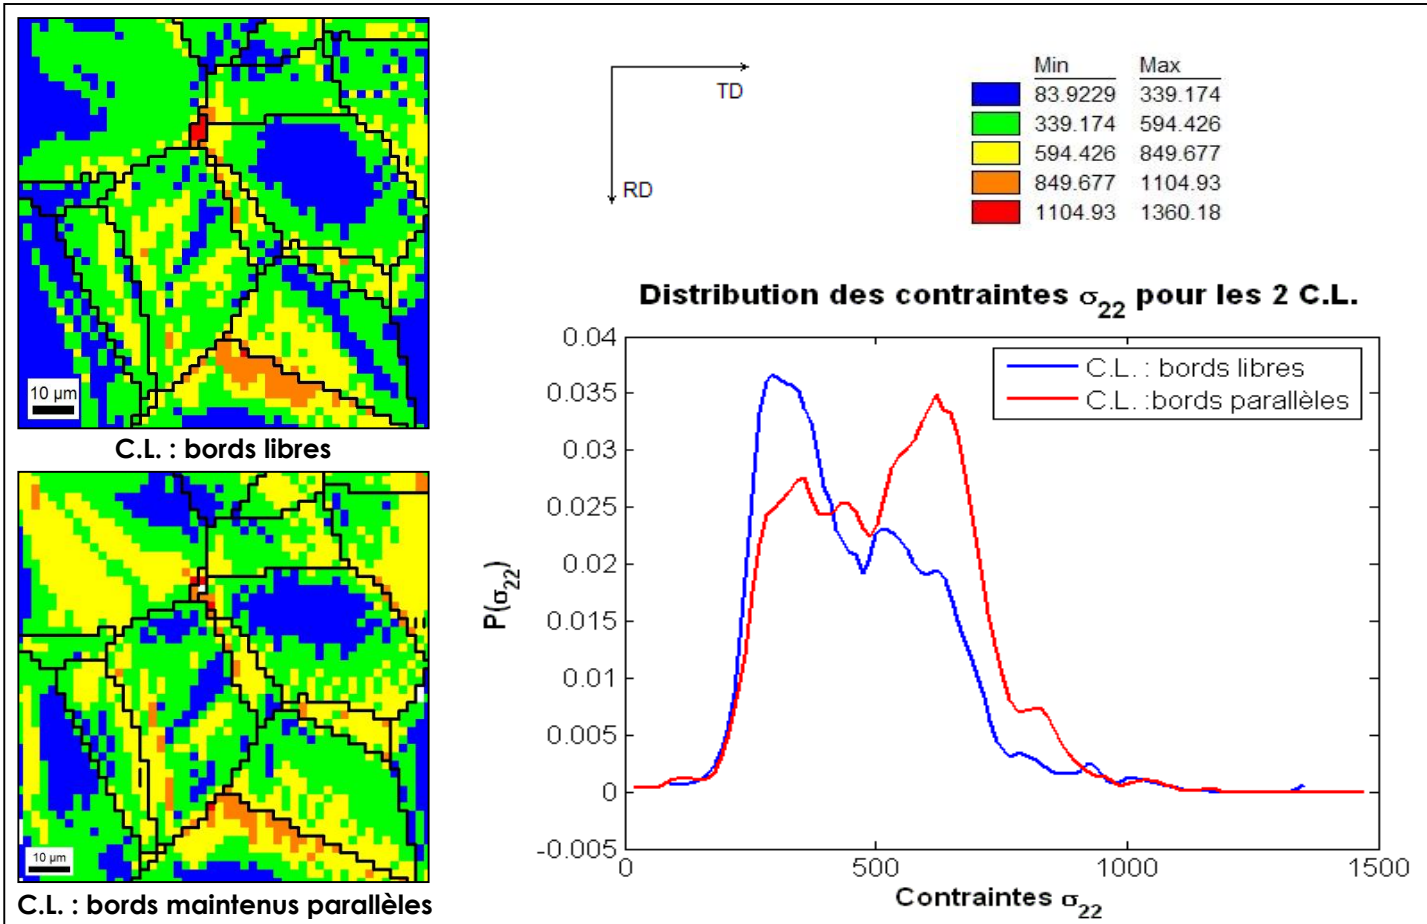 10 µm
C.L. : bords libres
10 µm
C.L. : bords maintenus parallèles
TD
RD
Min Max
83.9229 339.174
339.174 594.426
594.426 849.677
849.677 1104.93
1104.93 1360.18
Distribution des contraintes σ22 pour les 2 C.L.
C.L. : bords libres
C.L. :bords parallèles
0.04
0.035
0.03
0.025
0.02
0.015
0.01
0.005
0
-0.005
P(σ22)
0 500 1000 1500
Contraintes σ22